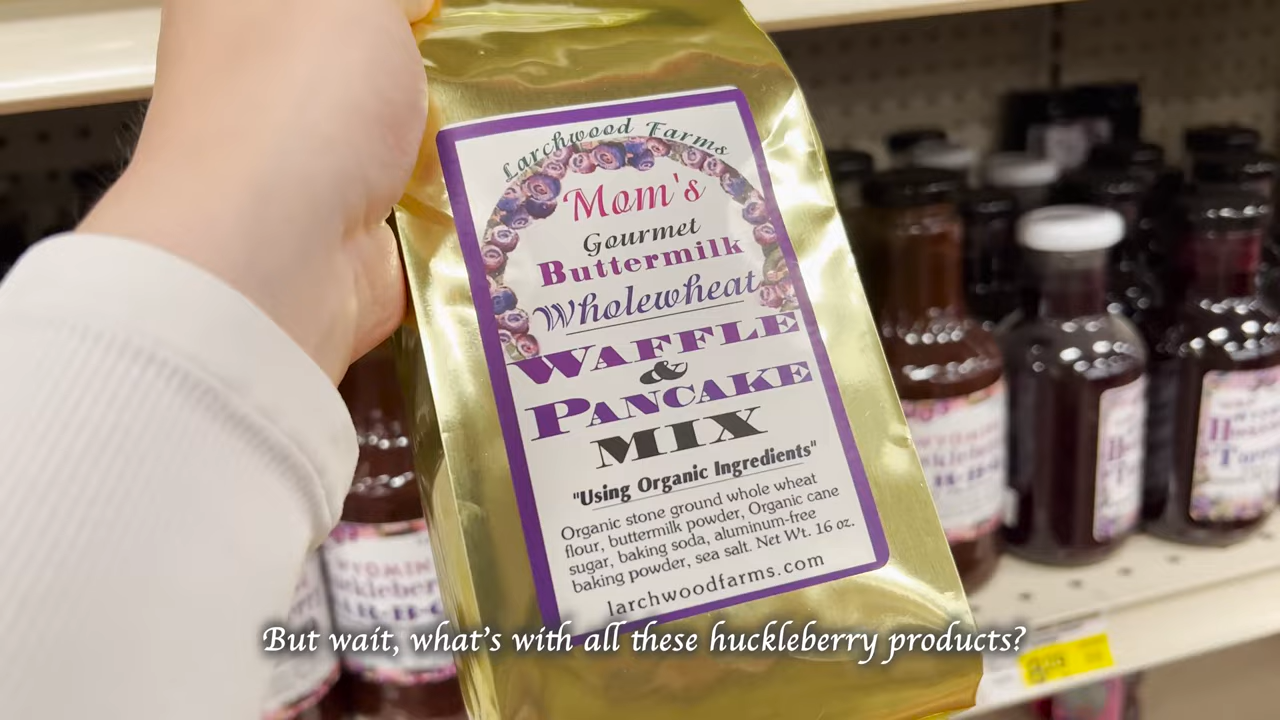 Larchwood Farms
Mom's
Gourmet
Buttermilk
Wholewheat
WAFFLE
&
PANCAKE
MIX
"Using Organic Ingredients"
Organic stone ground whole wheat
flour, buttermilk powder, Organic cane
sugar, baking soda, aluminum-free
baking powder, sea salt. Net Wt. 16 oz.
larchwoodfarms.com
But wait, what's with all these huckleberry products?